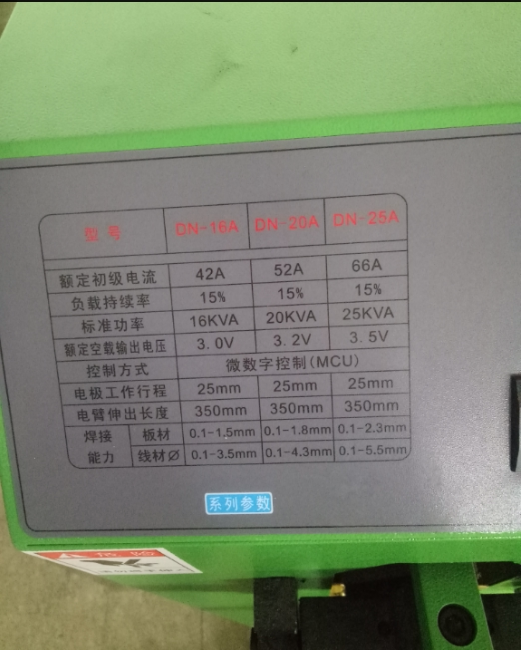 型号 DN-16A DN-20A DN-25A
额定初级电流 42A 52A 66A
负载持续率 15% 15% 15%
标准功率 16KVA 20KVA 25KVA
额定空载输出电压 3.0V 3.2V 3.5V
控制方式 微数字控制(MCU)
电极工作行程 25mm 25mm 25mm
电臂伸出长度 350mm 350mm 350mm
焊接 板材 0.1-1.5mm 0.1-1.8mm 0.1-2.3mm
能力 线材Ø 0.1-3.5mm 0.1-4.3mm 0.1-5.5mm
系列参数